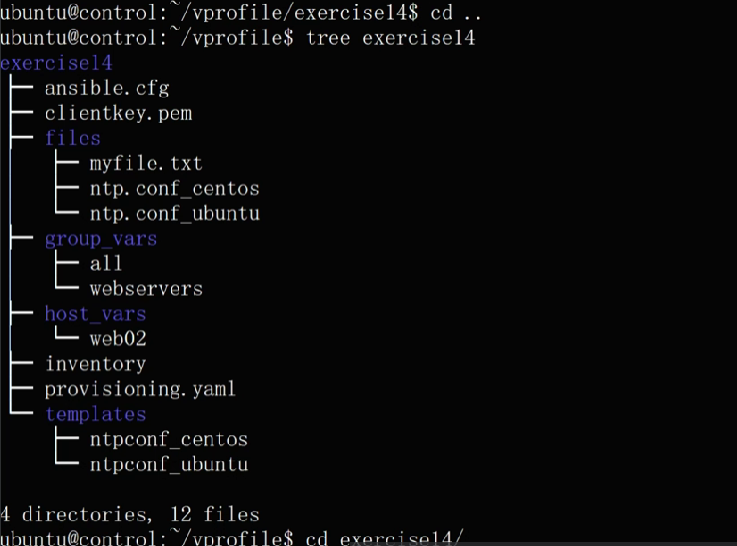 ubuntu@control:~/vprofile/exercise14$ cd ..
ubuntu@control:~/vprofile$ tree exercise14
exercise14
├── ansible.cfg
├── clientkey.pem
├── files
│   ├── myfile.txt
│   ├── ntp.conf_centos
│   └── ntp.conf_ubuntu
├── group_vars
│   ├── all
│   └── webservers
├── host_vars
│   └── web02
├── inventory
├── provisioning.yaml
└── templates
    ├── ntpconf_centos
    └── ntpconf_ubuntu
4 directories, 12 files
ubuntu@control:~/vprofile$ cd exercise14/